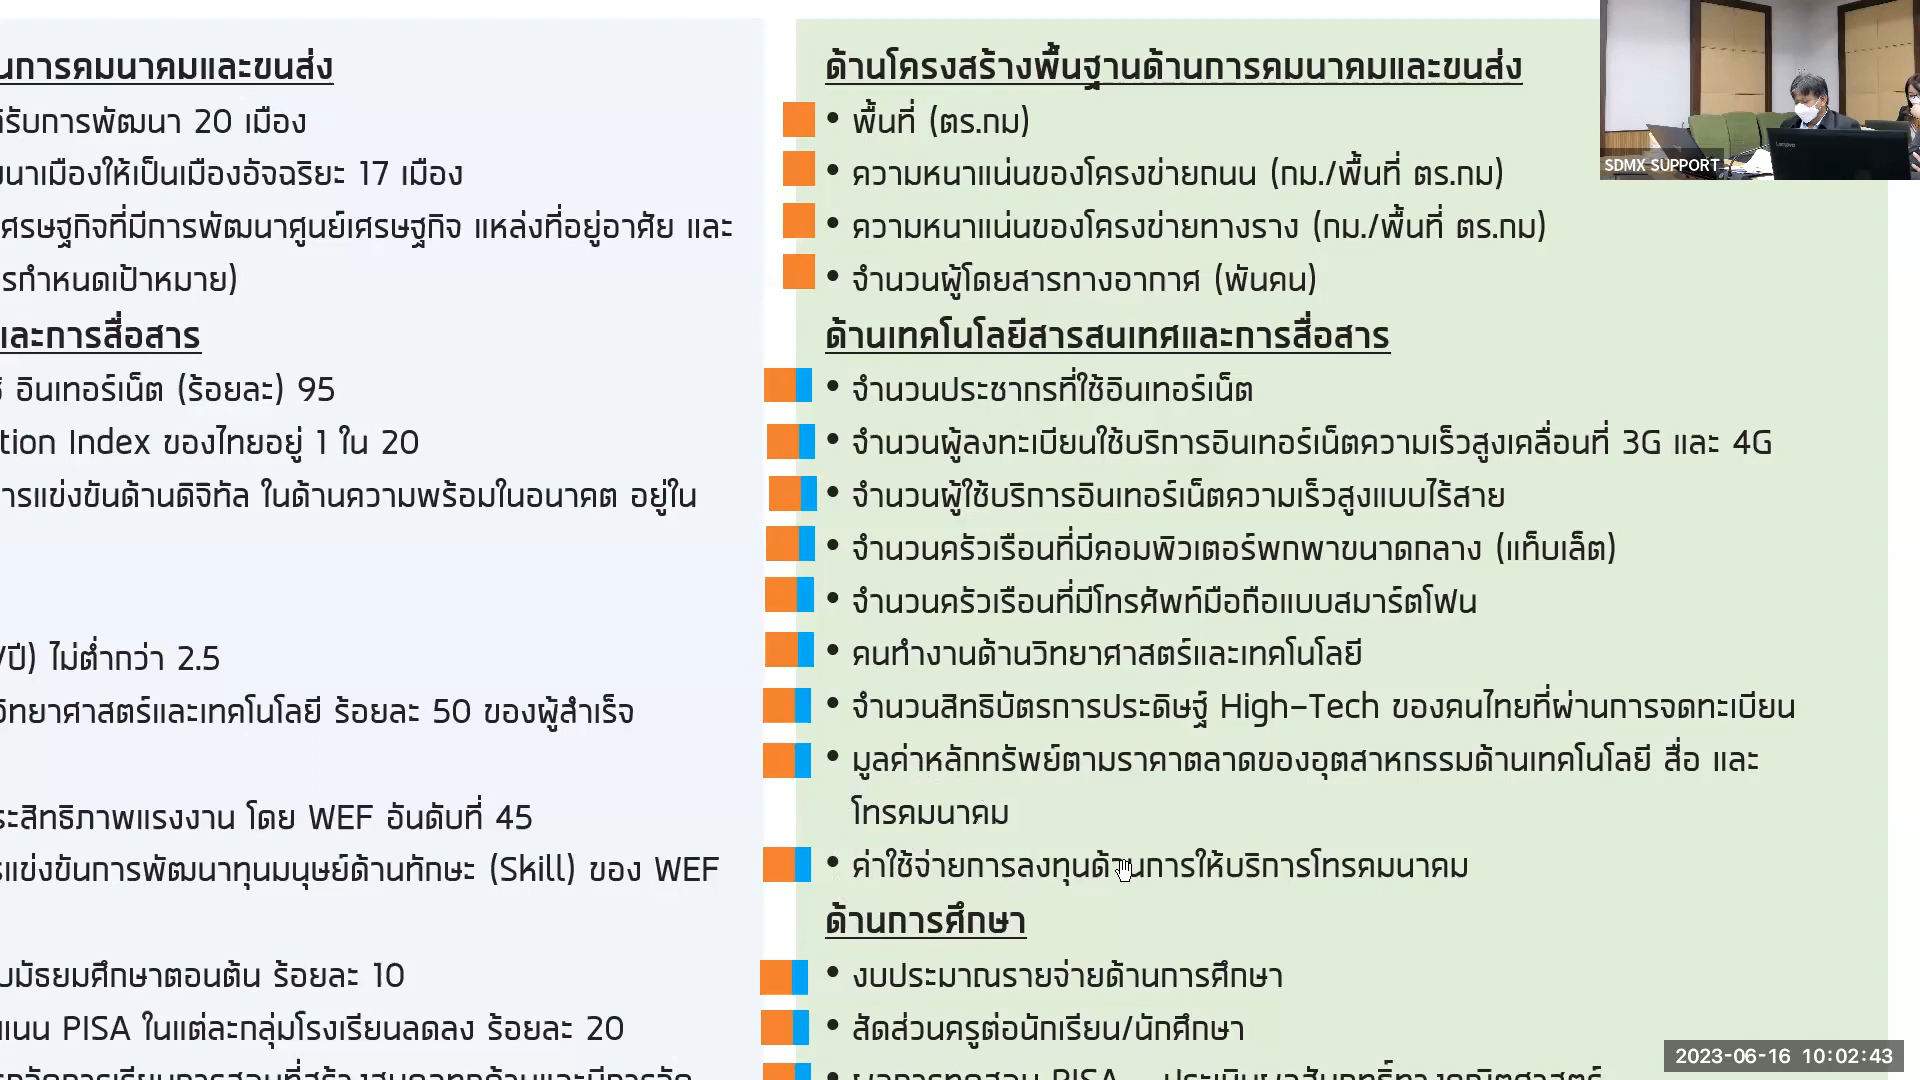 นการคมนาคมและขนส่ง
รับการพัฒนา 20 เมือง
นาเมืองให้เป็นเมืองอัจฉริยะ 17 เมือง
ศรษฐกิจที่มีการพัฒนาศูนย์เศรษฐกิจ แหล่งที่อยู่อาศัย และ
รกำหนดเป้าหมาย)
และการสื่อสาร
อินเทอร์เน็ต (ร้อยละ) 95
tion Index ของไทยอยู่ 1 ใน 20
ารแข่งขันด้านดิจิทัล ในด้านความพร้อมในอนาคต อยู่ใน
/ปี) ไม่ต่ำกว่า 2.5
วิทยาศาสตร์และเทคโนโลยี ร้อยละ 50 ของผู้สำเร็จ
ระสิทธิภาพแรงงาน โดย WEF อันดับที่ 45
รแข่งขันการพัฒนาทุนมนุษย์ด้านทักษะ (Skill) ของ WEF
บมัธยมศึกษาตอนต้น ร้อยละ 10
แนน PISA ในแต่ละกลุ่มโรงเรียนลดลง ร้อยละ 20
ด้านโครงสร้างพื้นฐานด้านการคมนาคมและขนส่ง
• พื้นที่ (ตร.กม)
• ความหนาแน่นของโครงข่ายถนน (กม./พื้นที่ ตร.กม)
• ความหนาแน่นของโครงข่ายทางราง (กม./พื้นที่ ตร.กม)
• จำนวนผู้โดยสารทางอากาศ (พันคน)
ด้านเทคโนโลยีสารสนเทศและการสื่อสาร
• จำนวนประชากรที่ใช้อินเทอร์เน็ต
• จำนวนผู้ลงทะเบียนใช้บริการอินเทอร์เน็ตความเร็วสูงเคลื่อนที่ 3G และ 4G
• จำนวนผู้ใช้บริการอินเทอร์เน็ตความเร็วสูงแบบไร้สาย
• จำนวนครัวเรือนที่มีคอมพิวเตอร์พกพาขนาดกลาง (แท็บเล็ต)
• จำนวนครัวเรือนที่มีโทรศัพท์มือถือแบบสมาร์ตโฟน
• คนทำงานด้านวิทยาศาสตร์และเทคโนโลยี
• จำนวนสิทธิบัตรการประดิษฐ์ High-Tech ของคนไทยที่ผ่านการจดทะเบียน
• มูลค่าหลักทรัพย์ตามราคาตลาดของอุตสาหกรรมด้านเทคโนโลยี สื่อ และ
โทรคมนาคม
• ค่าใช้จ่ายการลงทุนด้านการให้บริการโทรคมนาคม
ด้านการศึกษา
• งบประมาณรายจ่ายด้านการศึกษา
• สัดส่วนครูต่อนักเรียน/นักศึกษา
SDMX SUPPORT
2023-06-16 10:02:43